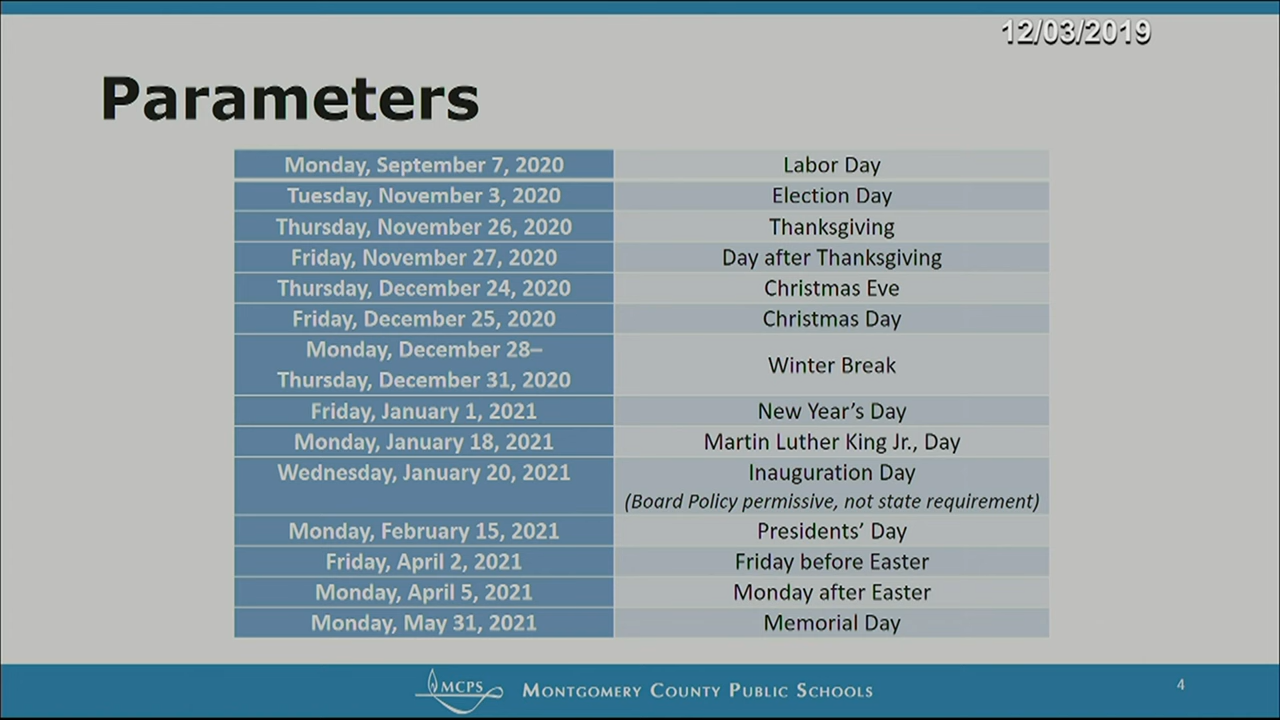 12/03/2019
Parameters
Monday, September 7, 2020 Labor Day
Tuesday, November 3, 2020 Election Day
Thursday, November 26, 2020 Thanksgiving
Friday, November 27, 2020 Day after Thanksgiving
Thursday, December 24, 2020 Christmas Eve
Friday, December 25, 2020 Christmas Day
Monday, December 28–
Thursday, December 31, 2020 Winter Break
Friday, January 1, 2021 New Year's Day
Monday, January 18, 2021 Martin Luther King Jr., Day
Wednesday, January 20, 2021 Inauguration Day
(Board Policy permissive, not state requirement)
Monday, February 15, 2021 Presidents' Day
Friday, April 2, 2021 Friday before Easter
Monday, April 5, 2021 Monday after Easter
Monday, May 31, 2021 Memorial Day
MCPS MONTGOMERY COUNTY PUBLIC SCHOOLS 4